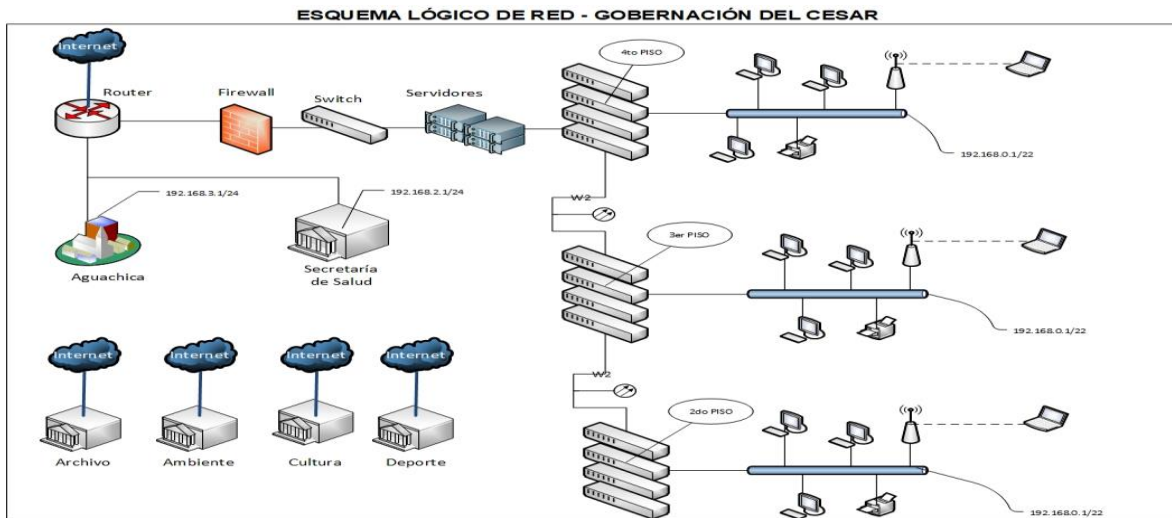 ESQUEMA LÓGICO DE RED - GOBERNACIÓN DEL CESAR
Internet
Router
Firewall
Switch
Servidores
4to PISO
192.168.0.1/22
192.168.3.1/24
192.168.2.1/24
Aguachica
Secretaría
de Salud
W2
3er PISO
192.168.0.1/22
W2
2do PISO
192.168.0.1/22
Internet
Internet
Internet
Internet
Archivo
Ambiente
Cultura
Deporte